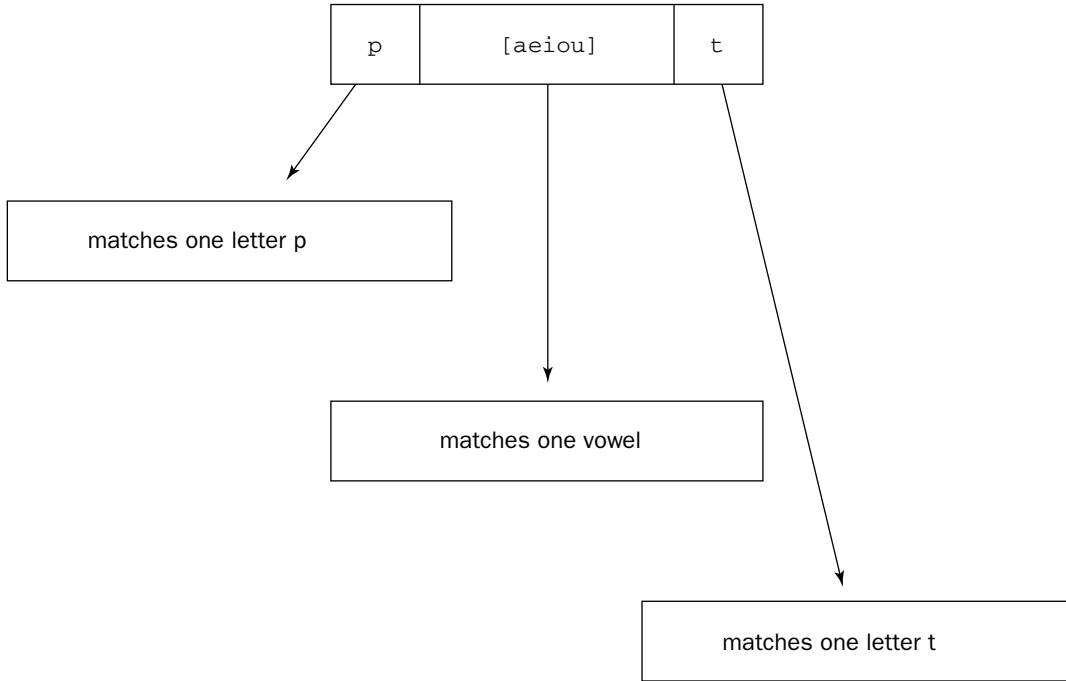 p [aeiou] t
matches one letter p
matches one vowel
matches one letter t